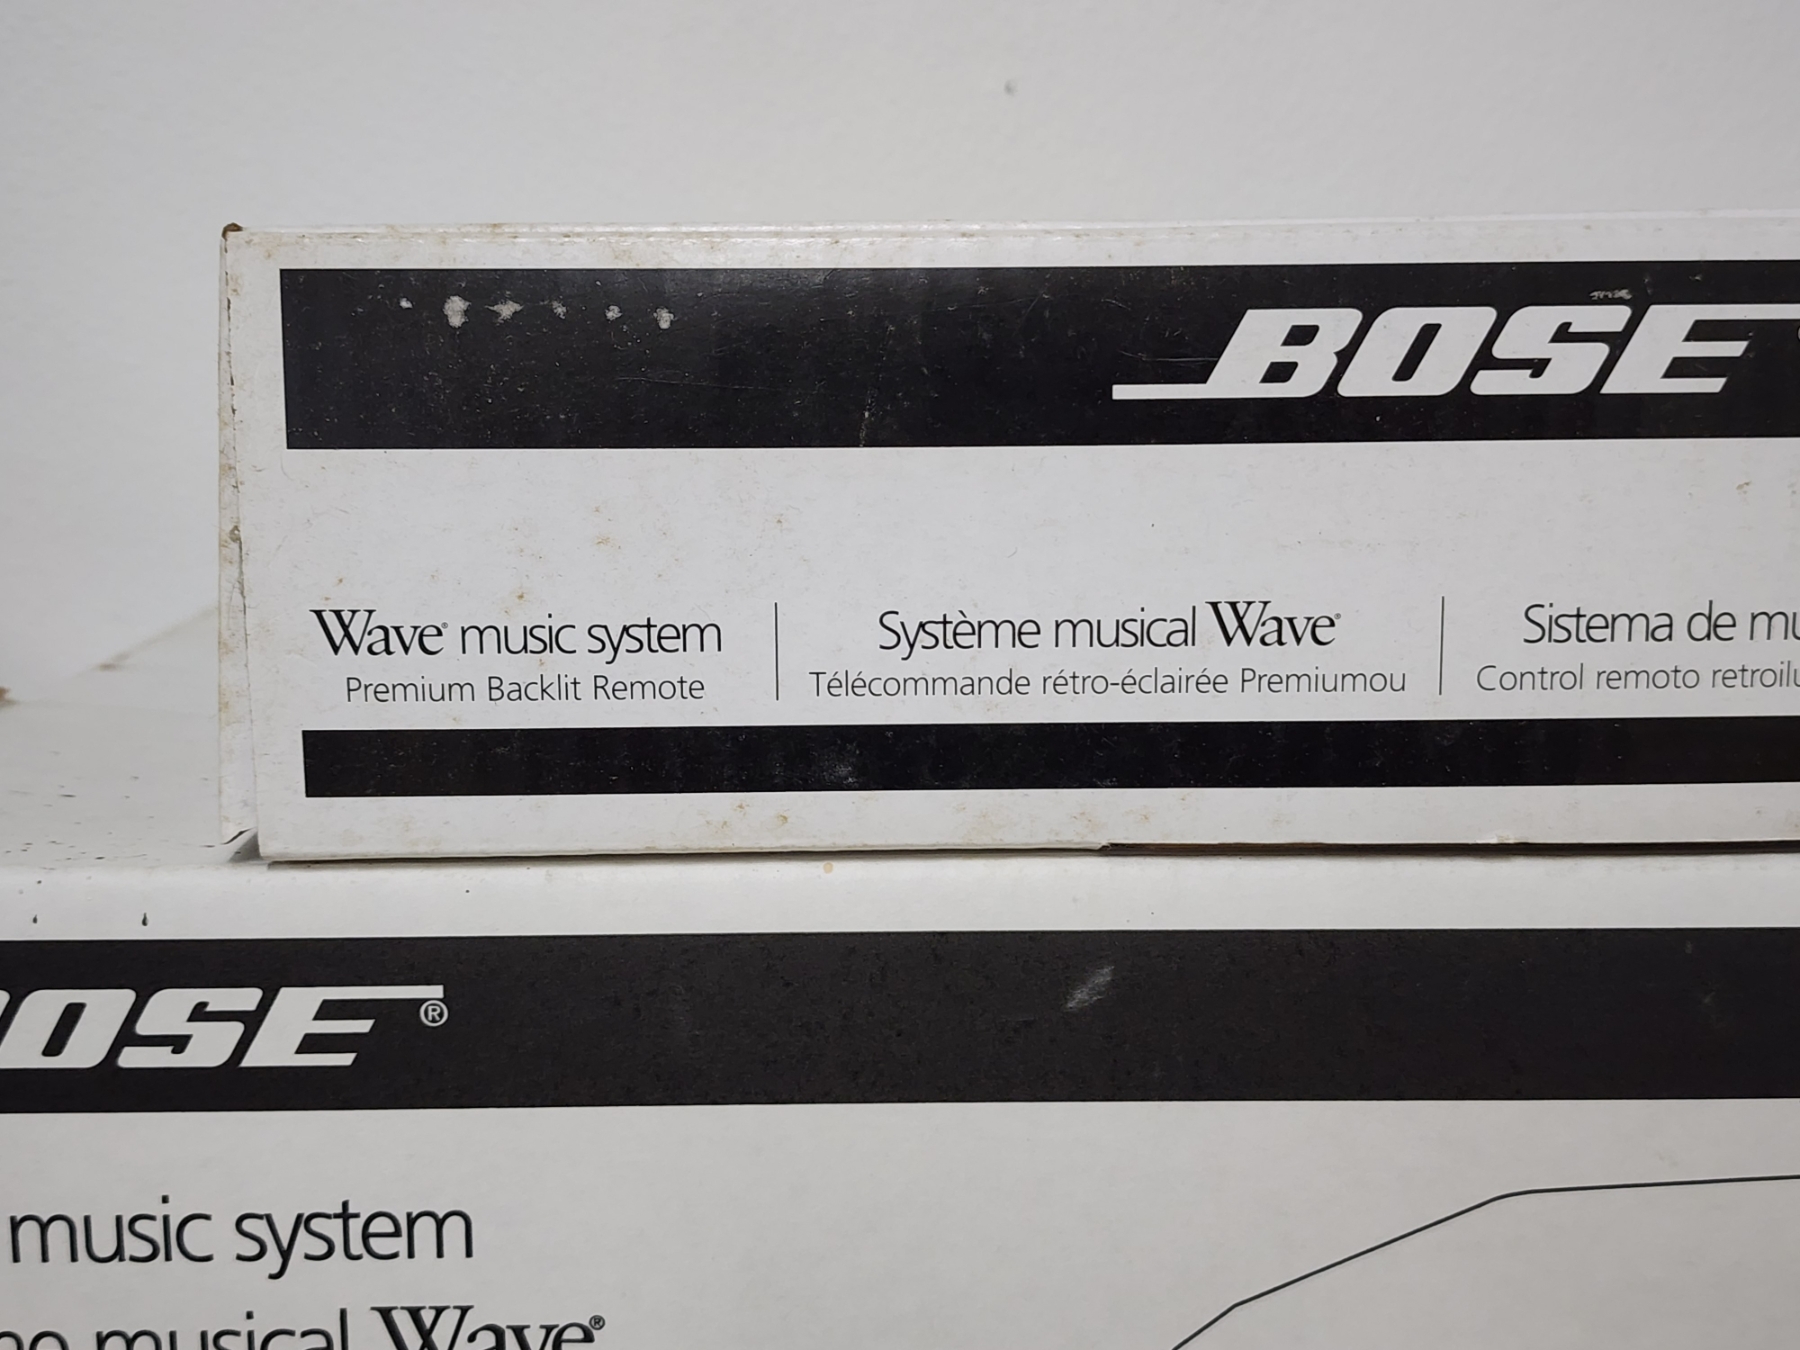 BOSE
Wave® music system
Premium Backlit Remote
Système musical Wave®
Télécommande rétro-éclairée Premiumou
Sistema de
Control remoto
OSE®
music system
musical Wave®